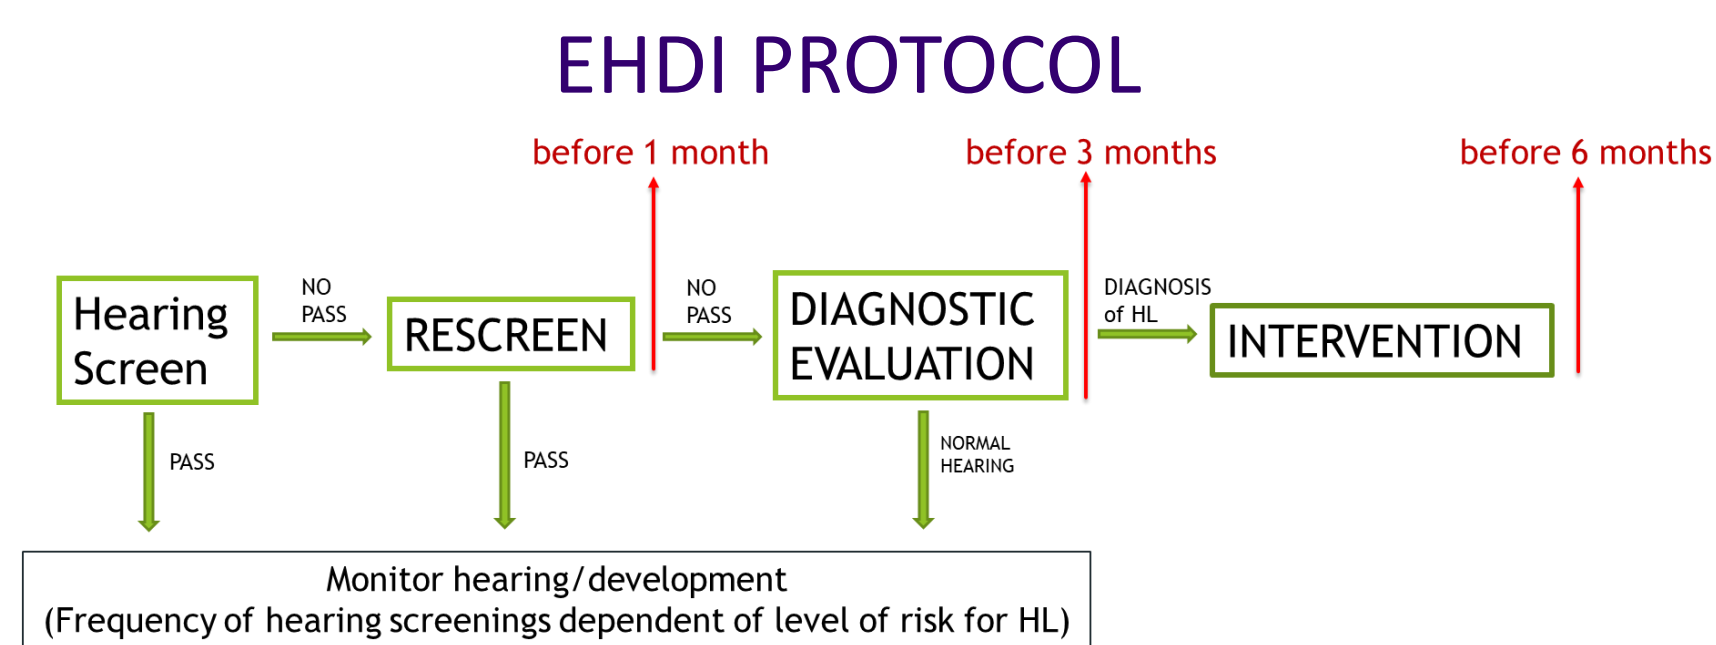 EHDI PROTOCOL
before 1 month
before 3 months
before 6 months
Hearing
Screen
NO
PASS
RESCREEN
NO
PASS
DIAGNOSTIC
EVALUATION
DIAGNOSIS
of HL
INTERVENTION
PASS
PASS
NORMAL
HEARING
Monitor hearing/development
(Frequency of hearing screenings dependent of level of risk for HL)